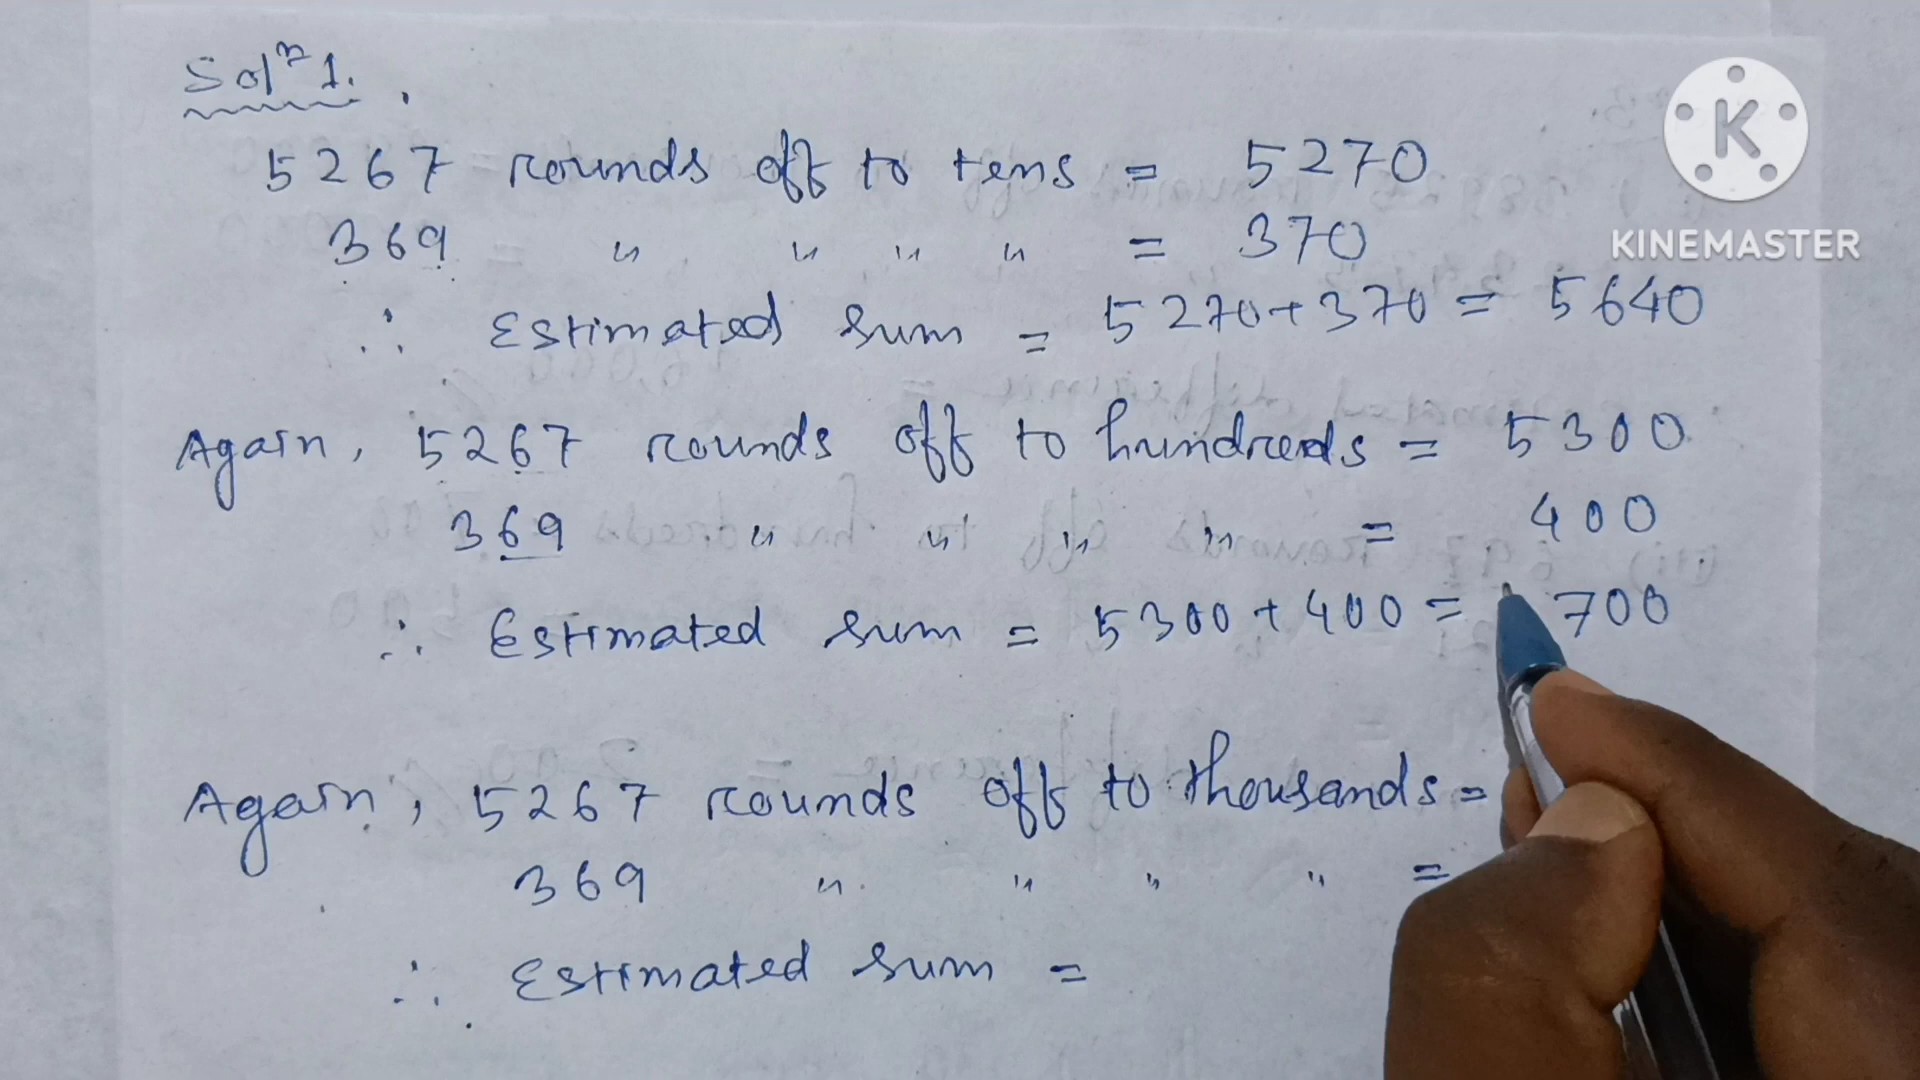 Solⁿ 1.
5267 rounds off to tens = 5270
369 " " " " = 370
∴ Estimated sum = 5270+370 = 5640
Again, 5267 rounds off to hundreds = 5300
369 " " " " = 400
∴ Estimated sum = 5300 + 400 = 700
Again, 5267 rounds off to thousands =
369 " " " " =
∴ Estimated sum =
K
KINEMASTER